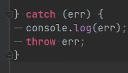 } catch (err) {
console.log(err);
throw err;
}